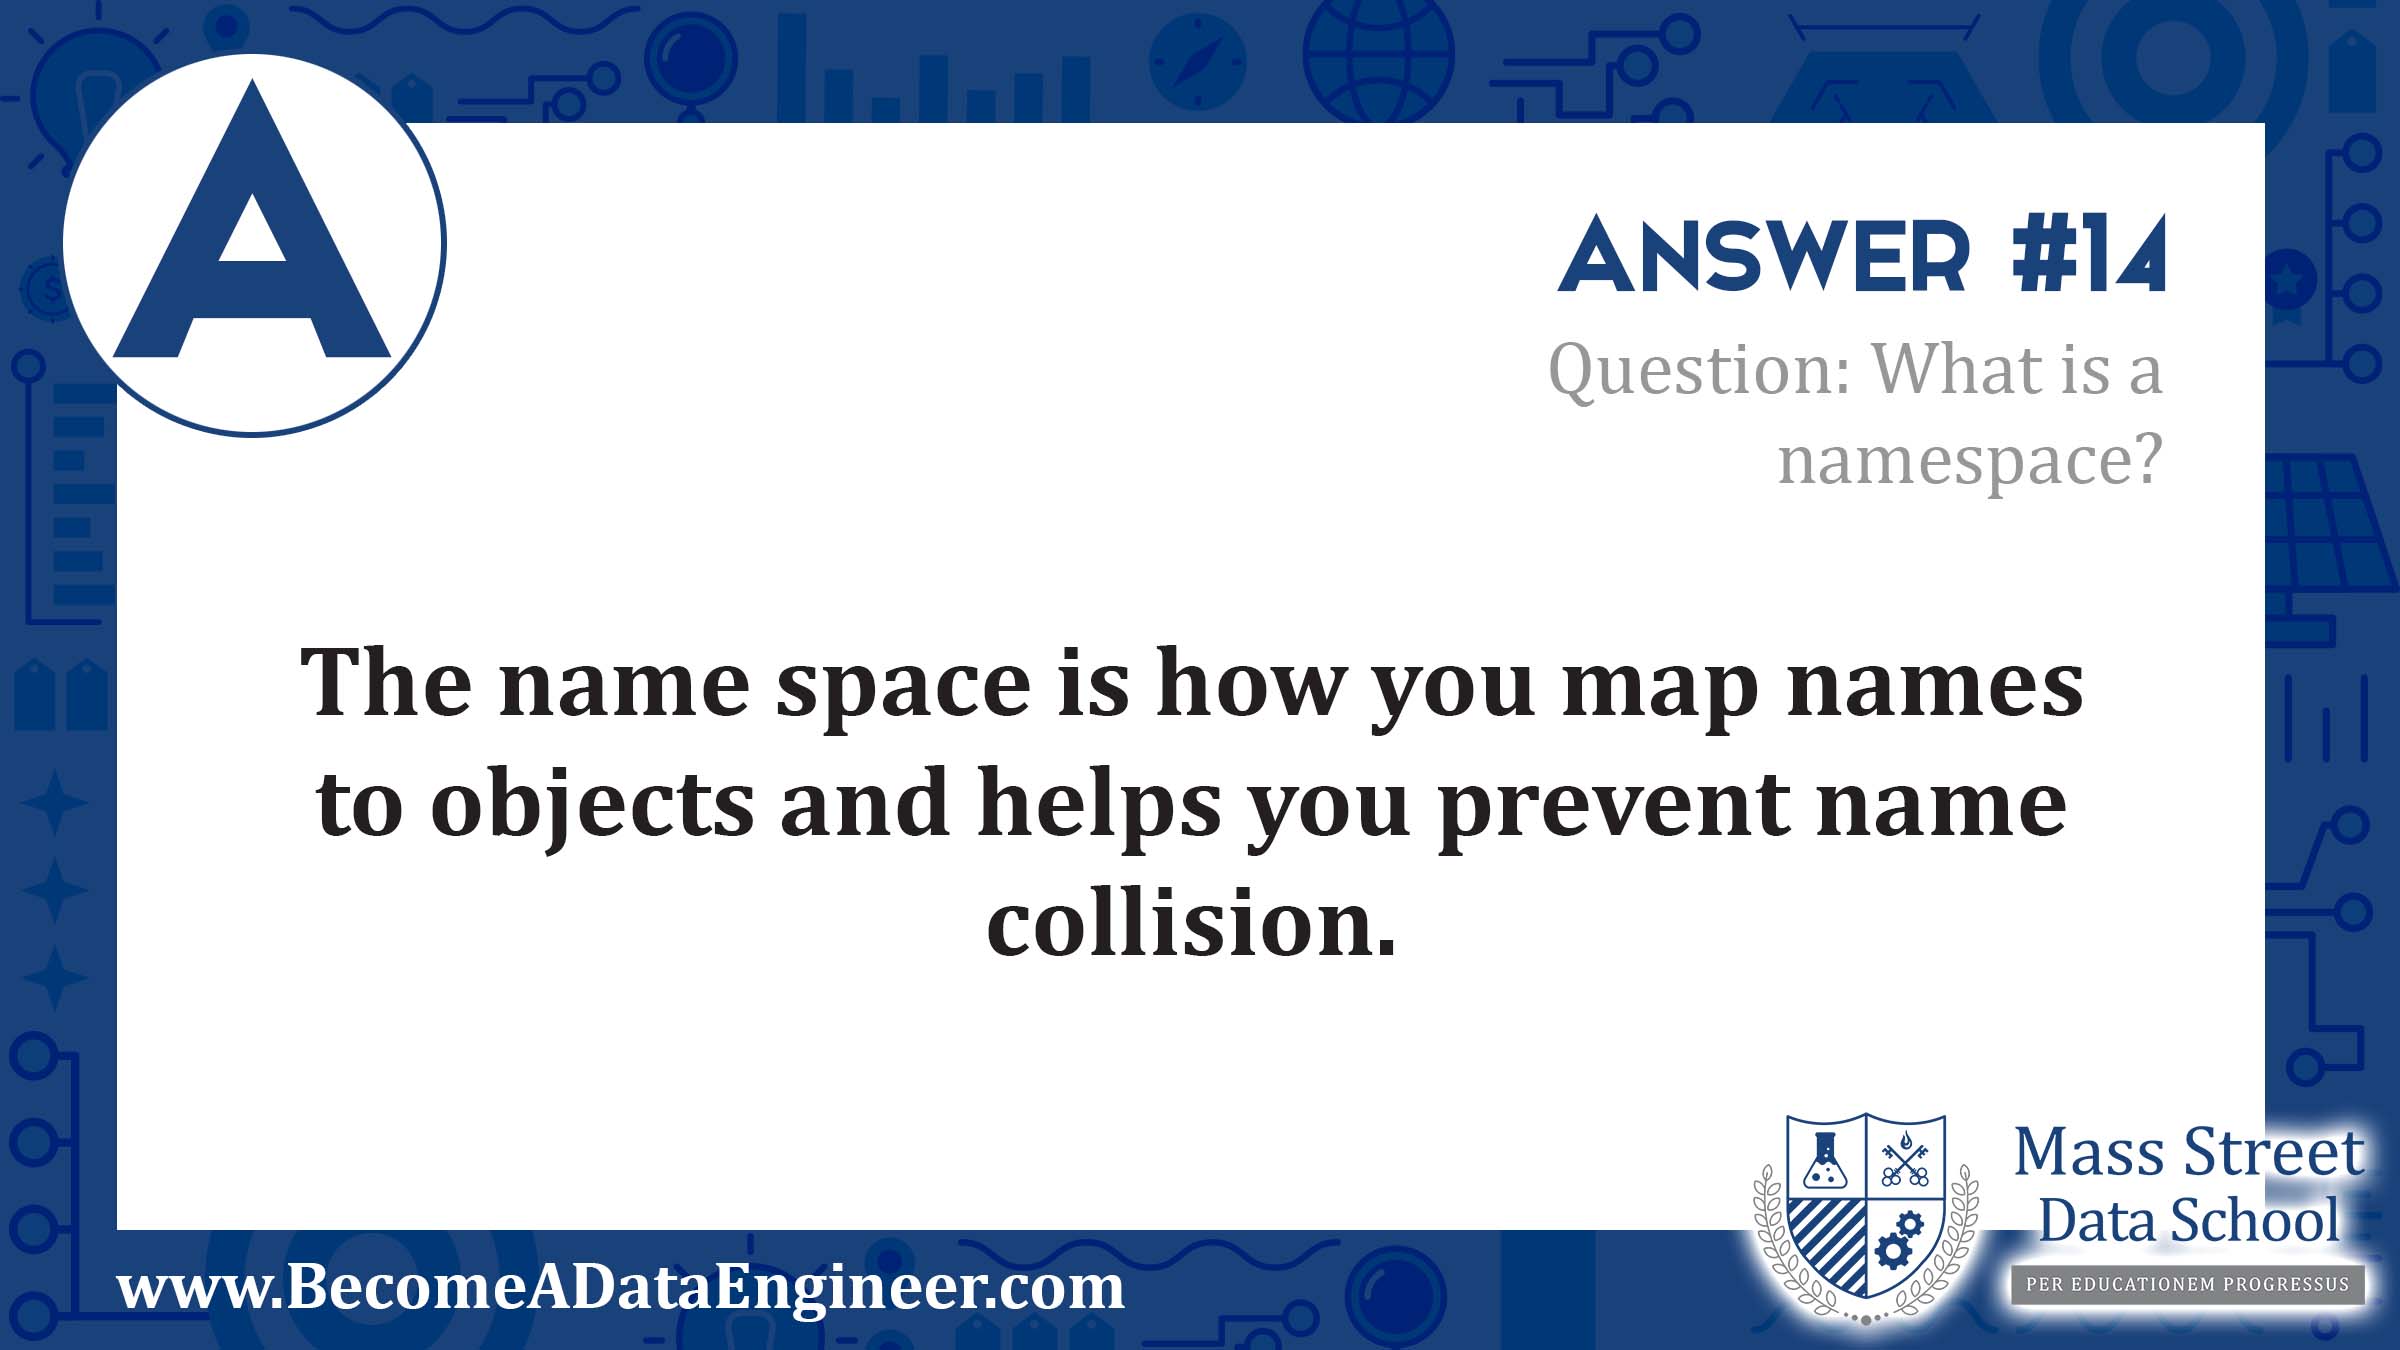 A
ANSWER #14
Question: What is a
namespace?
The name space is how you map names
to objects and helps you prevent name
collision.
Mass Street
Data School
PER EDUCATIONEM PROGRESSUS
www.BecomeADataEngineer.com